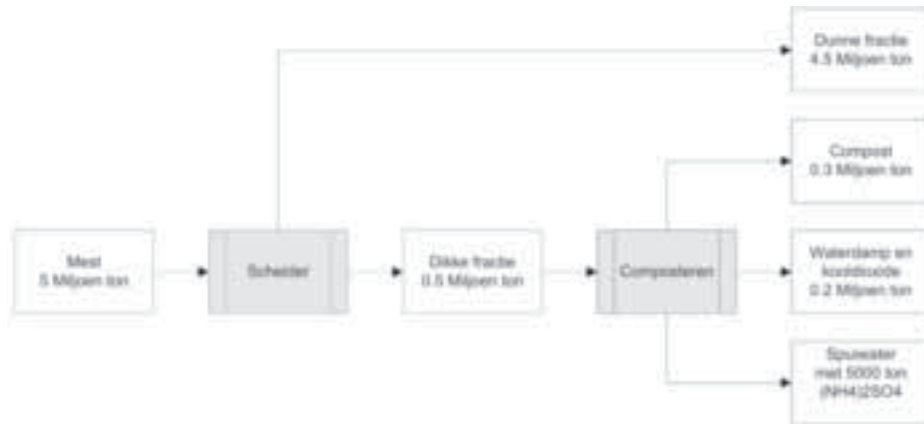 Dunne fractie
4.5 Miljoen ton
Compost
0.3 Miljoen ton
Mest
5 Miljoen ton
Scheider
Dikke fractie
0.5 Miljoen ton
Composteren
Waterdamp en
kooldioxide
0.2 Miljoen ton
Spuiwater
met 5000 ton
(NH4)2SO4